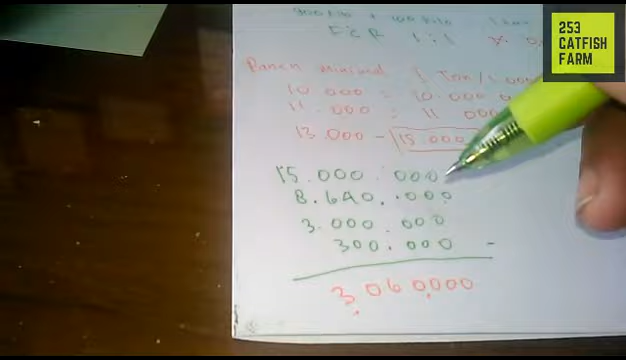 253
CATFISH
FARM
FCR 1:1
Panen minimal 1 Ton/1.000
10.000 = 10.000.0
11.000 = 11.000
13.000 - 15.000
15.000.000
8.640.000
3.000.000
300.000 -
3.060.000